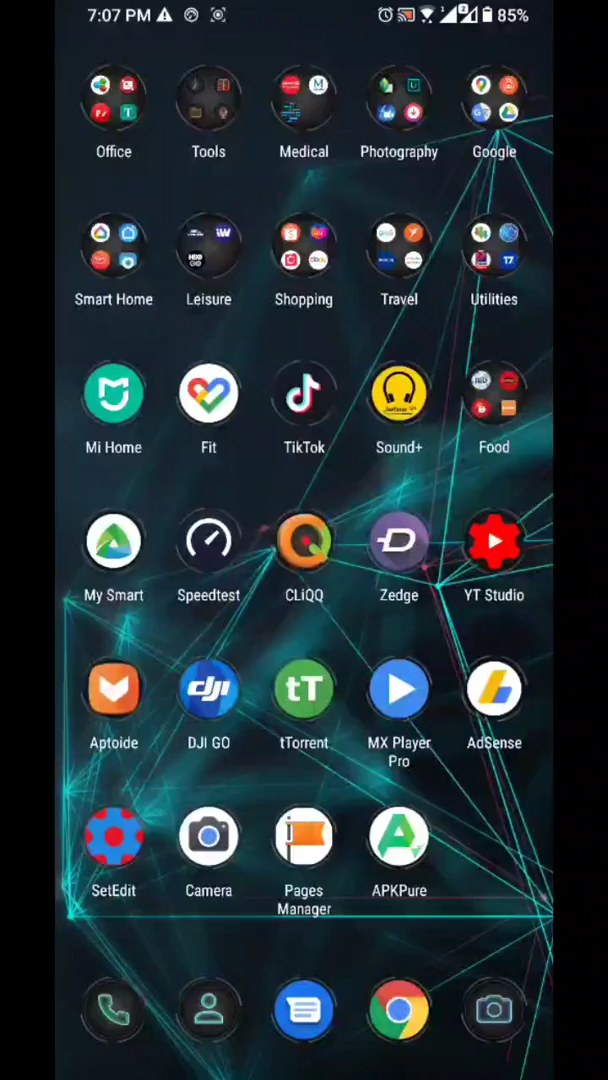 7:07 PM 1 2 85%
Office Tools Medical Photography Google
Smart Home Leisure Shopping Travel Utilities
Mi Home Fit TikTok Sound+ Food
My Smart Speedtest CLiQQ Zedge YT Studio
Aptoide DJI GO tTorrent MX Player Pro AdSense
SetEdit Camera Pages Manager APKPure